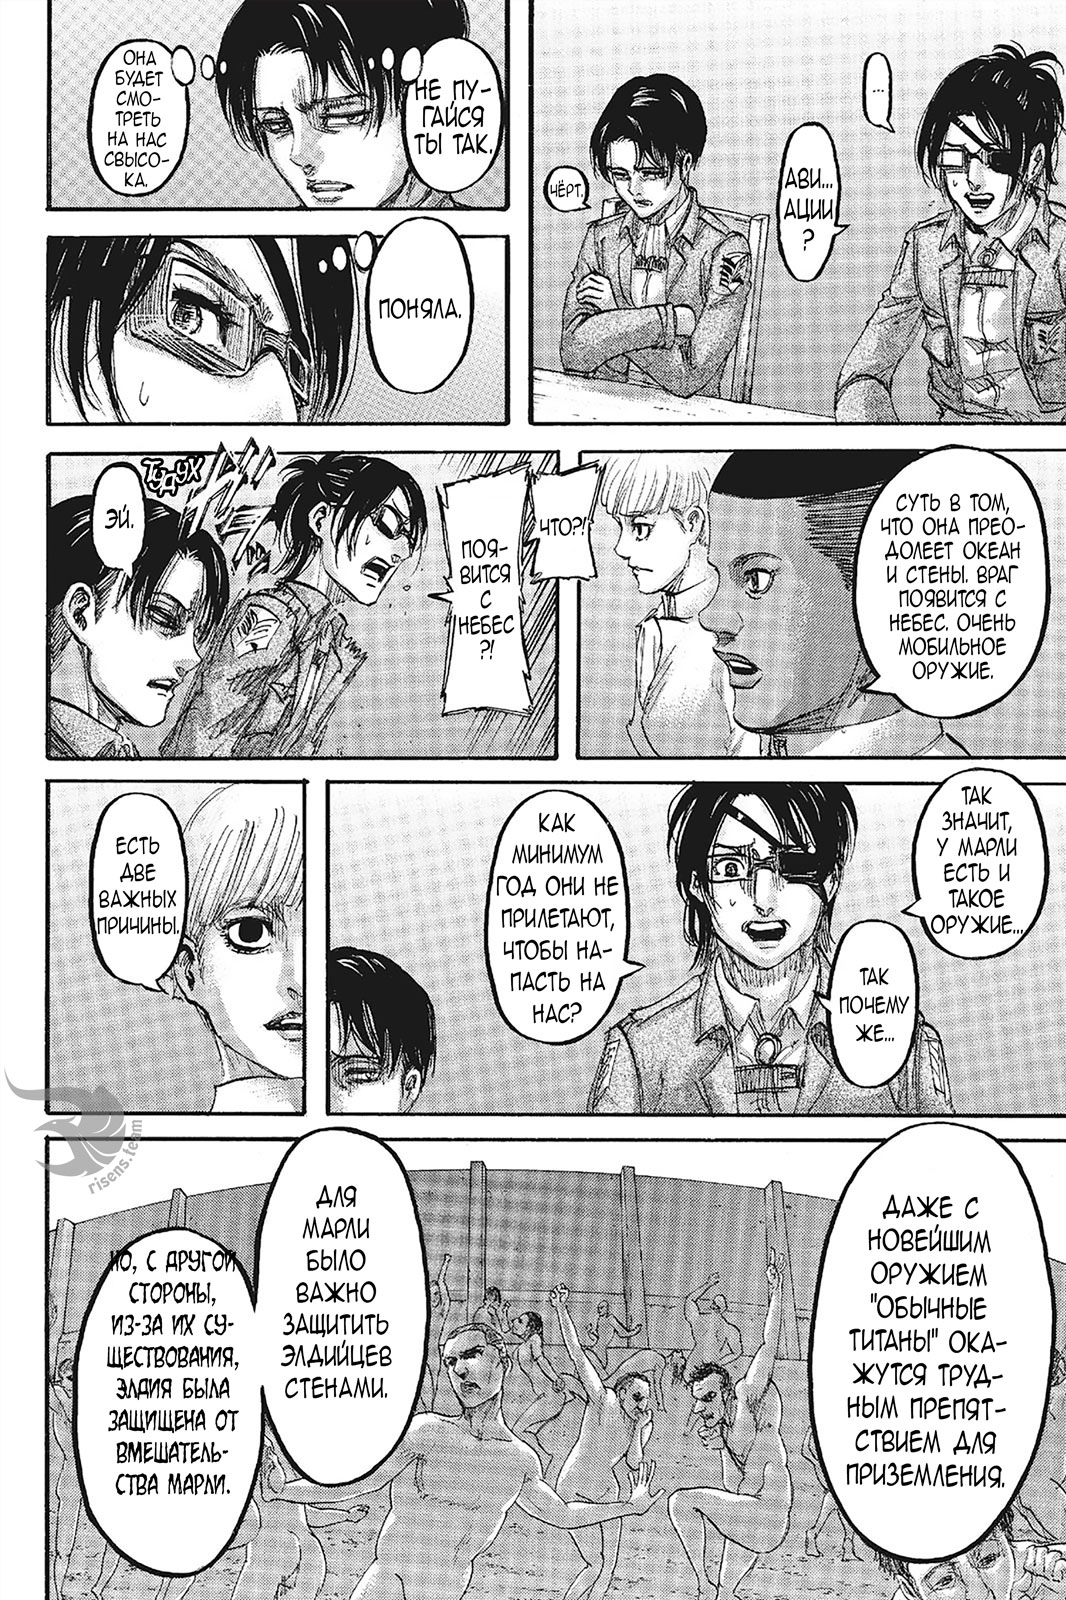 ...
АВИ...
АЦИИ
?
ЧЁРТ.
НЕ ПУ-
ГАЙСЯ
ТЫ ТАК.
ОНА
БУДЕТ
СМО-
ТРЕТЬ
НА НАС
СВЫСО-
КА.
ПОНЯЛА.
СУТЬ В ТОМ,
ЧТО ОНА ПРЕО-
ДОЛЕЕТ ОКЕАН
И СТЕНЫ. ВРАГ
ПОЯВИТСЯ С
НЕБЕС. ОЧЕНЬ
МОБИЛЬНОЕ
ОРУЖИЕ.
ЧТО?!
ПОЯ-
ВИТСЯ
С
НЕБЕС
?!
ТУДУХ
ЭЙ.
ТАК
ЗНАЧИТ,
У МАРЛИ
ЕСТЬ И
ТАКОЕ
ОРУЖИЕ...
ТАК
ПОЧЕМУ
ЖЕ...
КАК
МИНИМУМ
ГОД ОНИ НЕ
ПРИЛЕТАЮТ,
ЧТОБЫ НА-
ПАСТЬ НА
НАС?
ЕСТЬ
ДВЕ
ВАЖНЫХ
ПРИЧИНЫ.
ДАЖЕ С
НОВЕЙШИМ
ОРУЖИЕМ
"ОБЫЧНЫЕ
ТИТАНЫ" ОКА-
ЖУТСЯ ТРУД-
НЫМ ПРЕПЯТ-
СТВИЕМ ДЛЯ
ПРИЗЕМЛЕНИЯ.
ДЛЯ
МАРЛИ
БЫЛО
ВАЖНО
ЗАЩИТИТЬ
ЭЛДИЙЦЕВ
СТЕНАМИ.
НО, С ДРУГОЙ
СТОРОНЫ,
ИЗ-ЗА ИХ СУ-
ЩЕСТВОВАНИЯ,
ЭЛДИЯ БЫЛА
ЗАЩИЩЕНА ОТ
ВМЕШАТЕЛЬ-
СТВА МАРЛИ.
risens.team